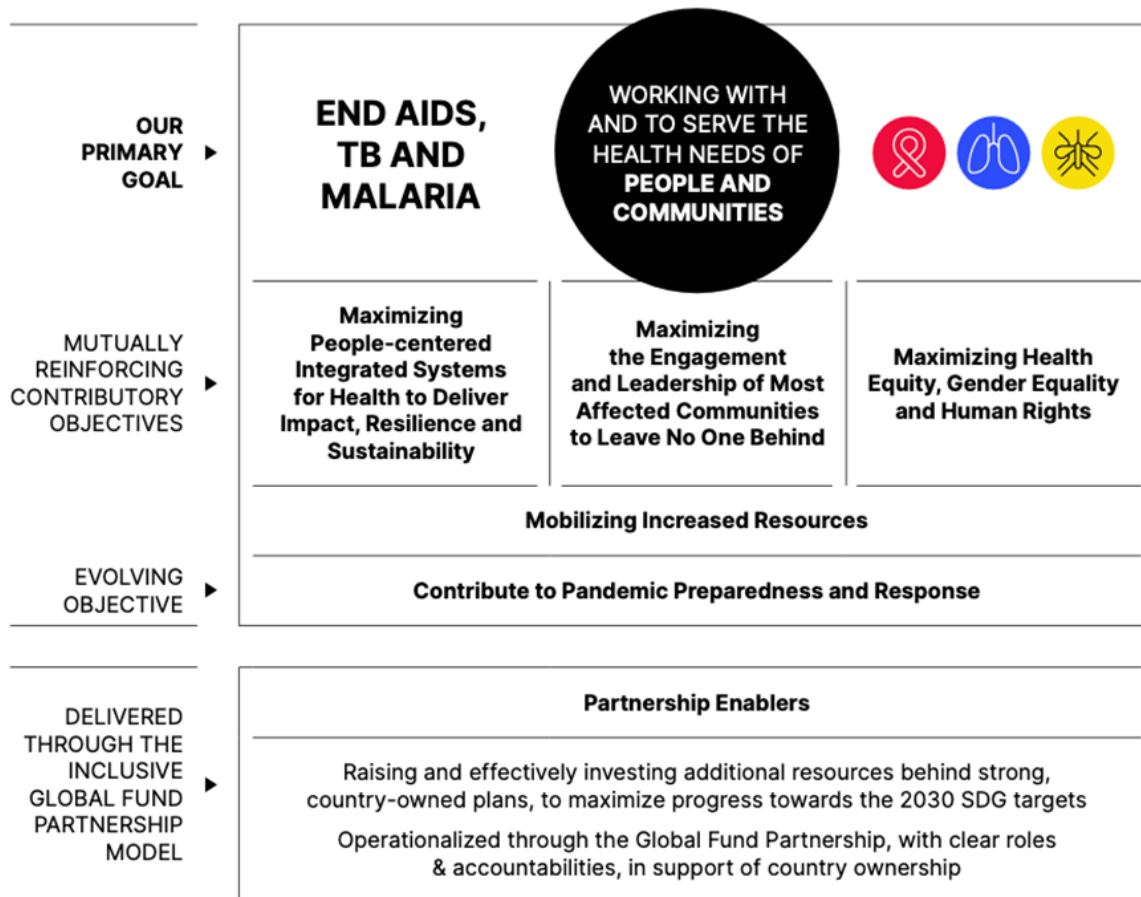 OUR
PRIMARY
GOAL
END AIDS,
TB AND
MALARIA
WORKING WITH
AND TO SERVE THE
HEALTH NEEDS OF
PEOPLE AND
COMMUNITIES
MUTUALLY
REINFORCING
CONTRIBUTORY
OBJECTIVES
Maximizing
People-centered
Integrated Systems
for Health to Deliver
Impact, Resilience and
Sustainability
Maximizing
the Engagement
and Leadership of Most
Affected Communities
to Leave No One Behind
Maximizing Health
Equity, Gender Equality
and Human Rights
Mobilizing Increased Resources
EVOLVING
OBJECTIVE
Contribute to Pandemic Preparedness and Response
DELIVERED
THROUGH THE
INCLUSIVE
GLOBAL FUND
PARTNERSHIP
MODEL
Partnership Enablers
Raising and effectively investing additional resources behind strong,
country-owned plans, to maximize progress towards the 2030 SDG targets
Operationalized through the Global Fund Partnership, with clear roles
& accountabilities, in support of country ownership